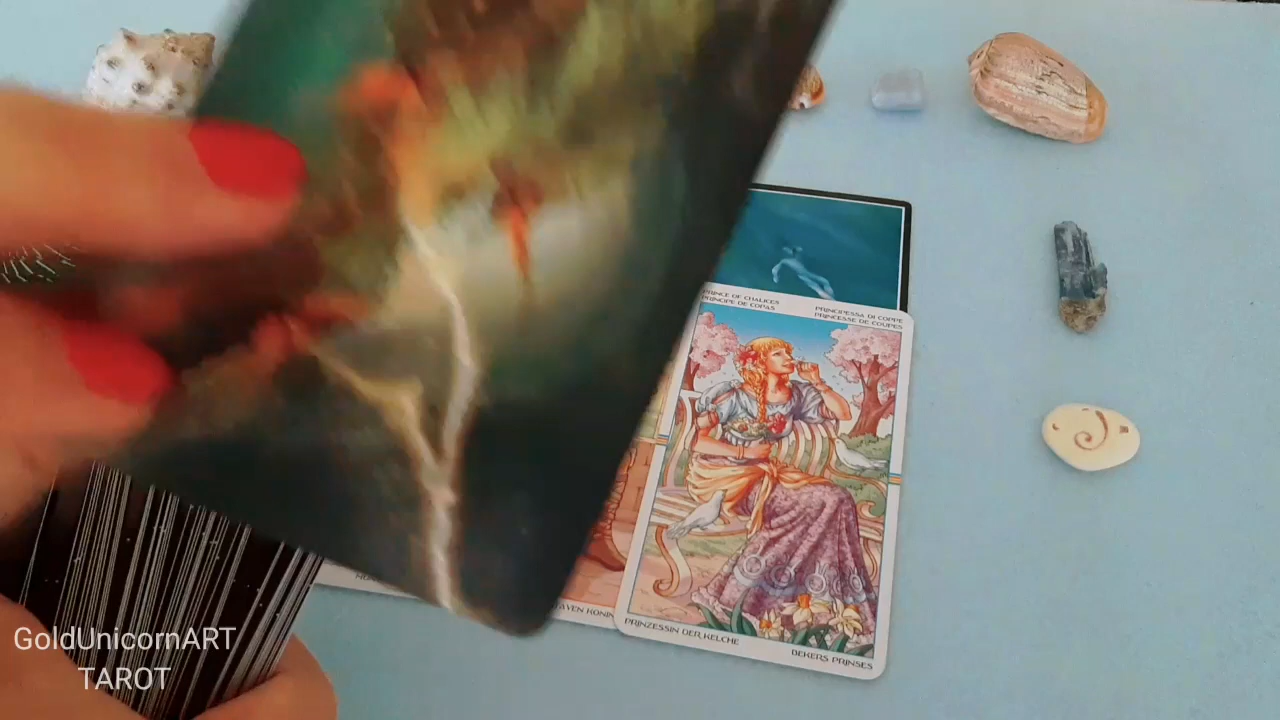 PRINCE OF CHALICES
PRINCIPE DE COPAS
PRINCIPESSA DI COPPE
PRINCESSE DE COUPES
PRINZESSIN DER KELCHE
BEKERS PRINSES
GoldUnicornART
TAROT